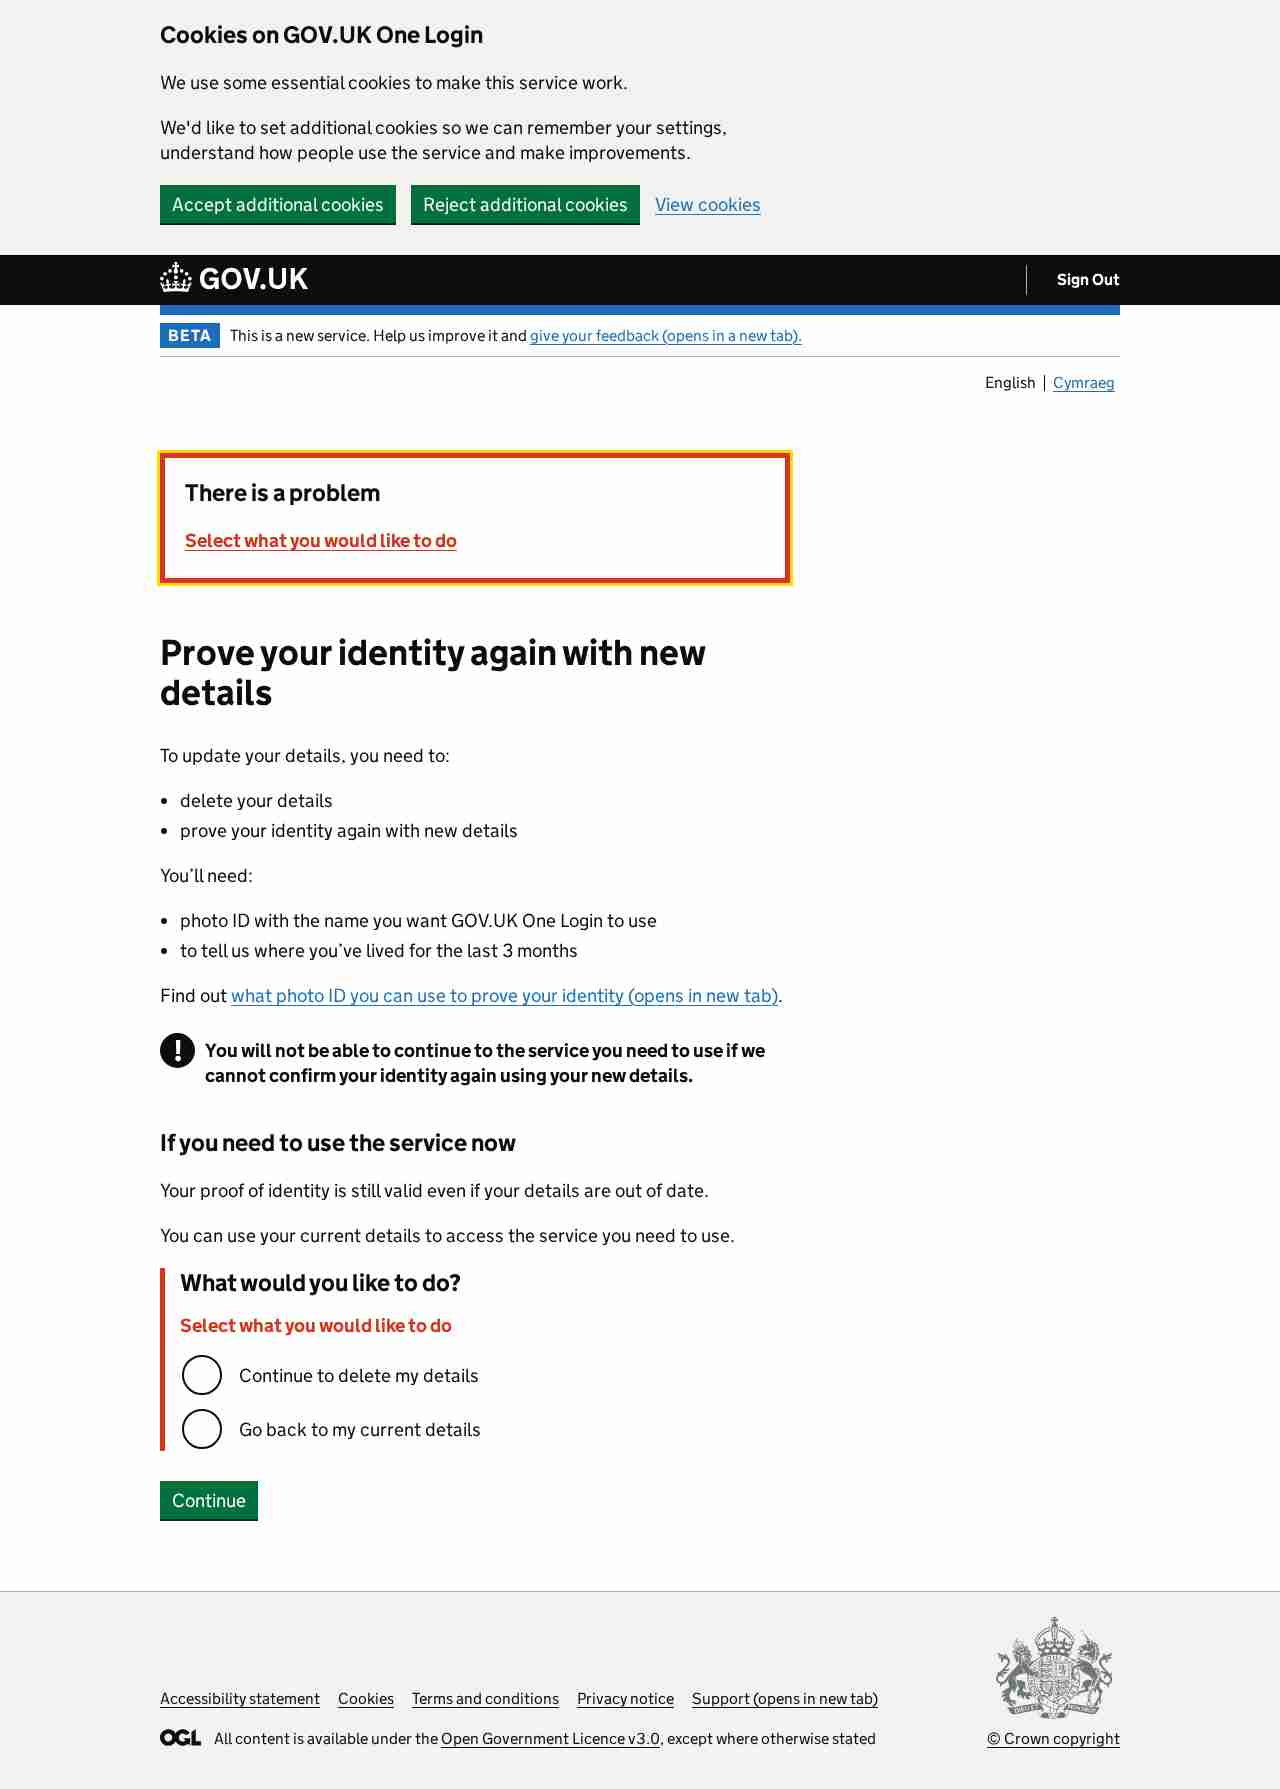 Cookies on GOV.UK One Login
We use some essential cookies to make this service work.
We'd like to set additional cookies so we can remember your settings,
understand how people use the service and make improvements.
Accept additional cookies
Reject additional cookies
View cookies
GOV.UK
Sign Out
BETA
This is a new service. Help us improve it and give your feedback (opens in a new tab).
English
Cymraeg
There is a problem
Select what you would like to do
Prove your identity again with new
details
To update your details, you need to:
• delete your details
• prove your identity again with new details
You’ll need:
• photo ID with the name you want GOV.UK One Login to use
• to tell us where you’ve lived for the last 3 months
Find out what photo ID you can use to prove your identity (opens in new tab).
! You will not be able to continue to the service you need to use if we
cannot confirm your identity again using your new details.
If you need to use the service now
Your proof of identity is still valid even if your details are out of date.
You can use your current details to access the service you need to use.
What would you like to do?
Select what you would like to do
Continue to delete my details
Go back to my current details
Continue
Accessibility statement
Cookies
Terms and conditions
Privacy notice
Support (opens in new tab)
OGL
All content is available under the Open Government Licence v3.0, except where otherwise stated
© Crown copyright